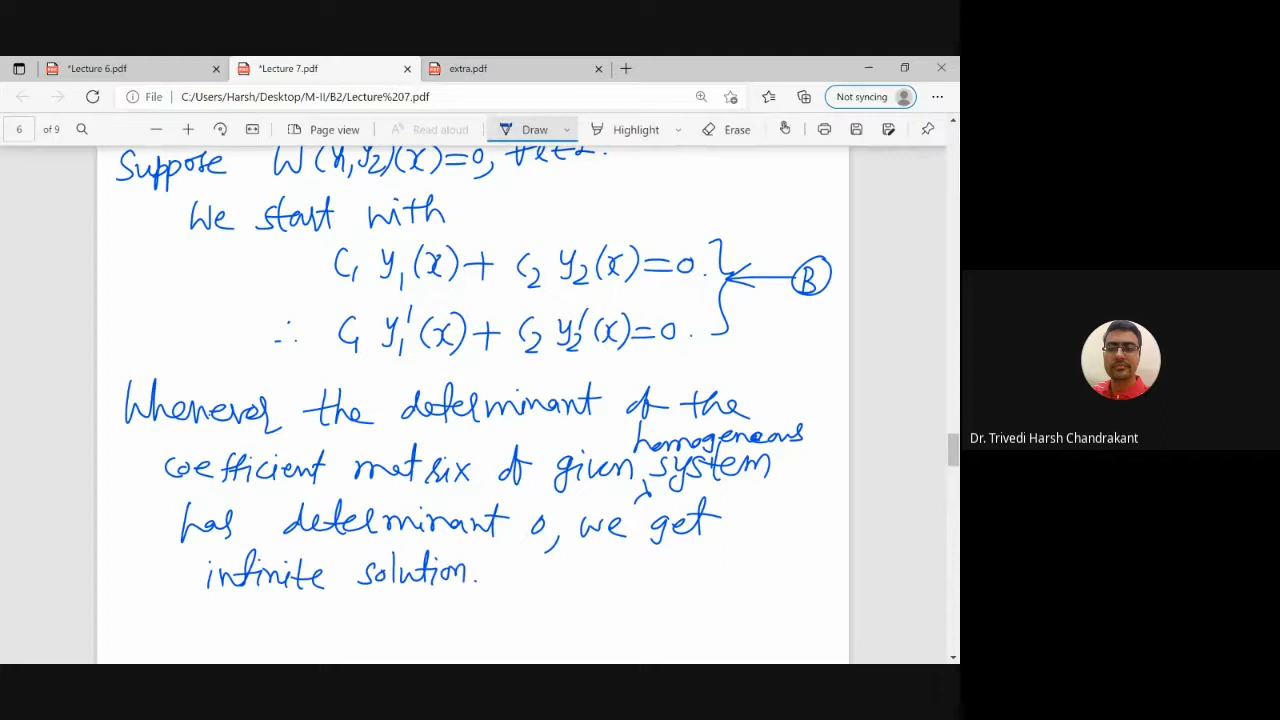 *Lecture 6.pdf
*Lecture 7.pdf
extra.pdf
File C:/Users/Harsh/Desktop/M-II/B2/Lecture%207.pdf
Not syncing
6 of 9
Page view
Read aloud
Draw
Highlight
Erase
Suppose W(y1,y2)(x)=0, ∀x∈I.
We start with
C1 y1(x)+ C2 y2(x)=0. B
∴ C1 y1'(x)+ C2 y2'(x)=0.
Whenever the determinant of the
homogeneous
coefficient matrix of given system
has determinant 0, we get
infinite solution.
Dr. Trivedi Harsh Chandrakant